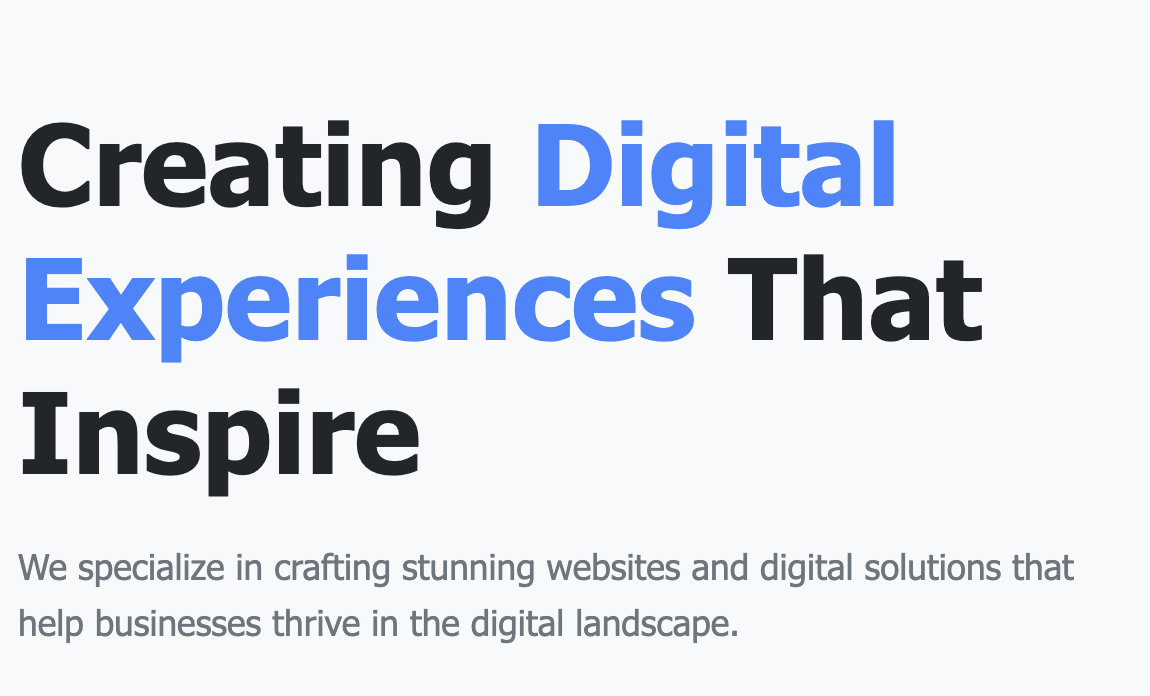 Creating Digital
Experiences That
Inspire
We specialize in crafting stunning websites and digital solutions that
help businesses thrive in the digital landscape.